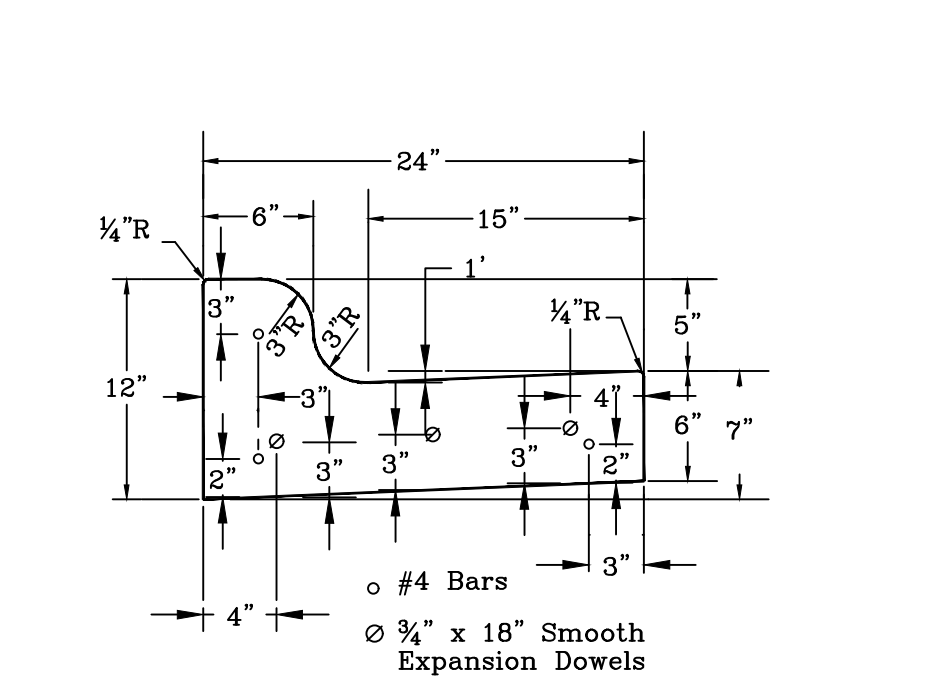 24”
6”
15”
¼”R
1'
3”
3”R
3”R
¼”R
5”
12”
3”
4”
6”
7”
2”
3”
3”
3”
2”
3”
4”
#4 Bars
¾” x 18” Smooth
Expansion Dowels